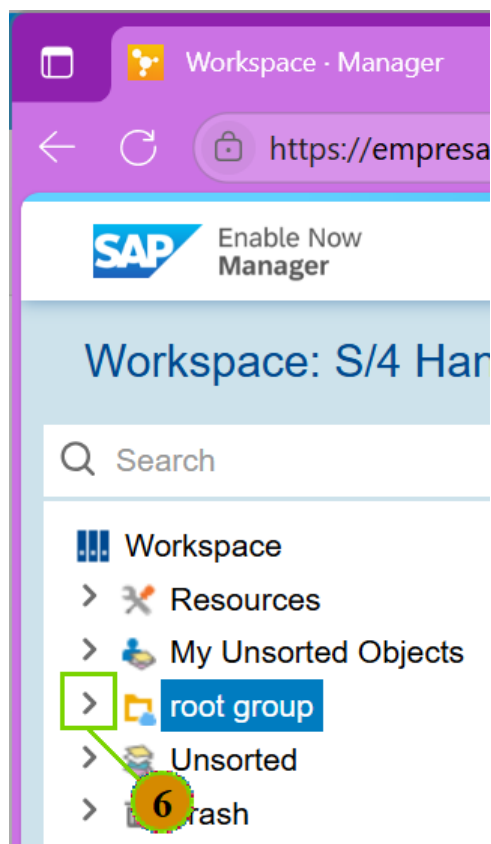 Workspace · Manager
https://empresa
SAP
Enable Now
Manager
Workspace: S/4 Han
Search
Workspace
Resources
My Unsorted Objects
root group
Unsorted
6
rash